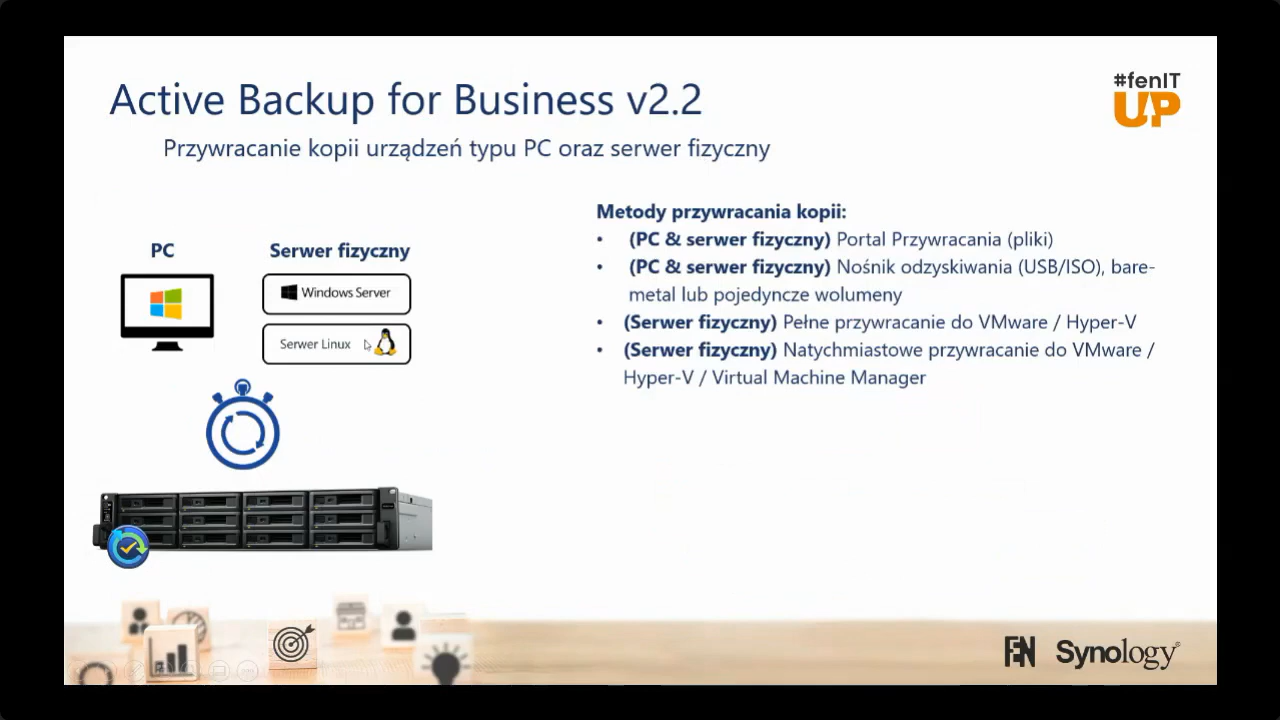 Active Backup for Business v2.2
Przywracanie kopii urządzeń typu PC oraz serwer fizyczny
#fenIT
UP
PC
Serwer fizyczny
Windows Server
Serwer Linux
Metody przywracania kopii:
• (PC & serwer fizyczny) Portal Przywracania (pliki)
• (PC & serwer fizyczny) Nośnik odzyskiwania (USB/ISO), bare-
metal lub pojedyncze wolumeny
• (Serwer fizyczny) Pełne przywracanie do VMware / Hyper-V
• (Serwer fizyczny) Natychmiastowe przywracanie do VMware /
Hyper-V / Virtual Machine Manager
FEN Synology®